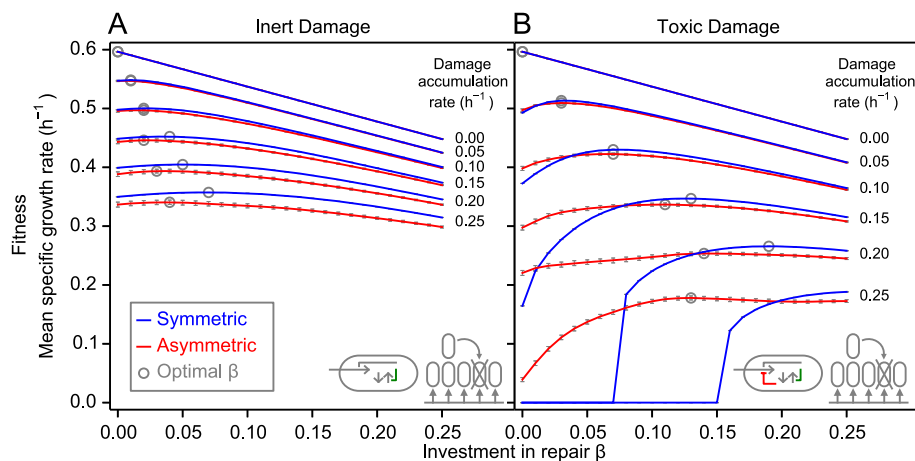 A
Inert Damage
B
Toxic Damage
Fitness
Mean specific growth rate (h⁻¹)
0.6
0.5
0.4
0.3
0.2
0.1
0.0
Damage
accumulation
rate (h⁻¹)
0.00
0.05
0.10
0.15
0.20
0.25
Symmetric
Asymmetric
Optimal β
0.00
0.05
0.10
0.15
0.20
0.25
Damage
accumulation
rate (h⁻¹)
0.00
0.05
0.10
0.15
0.20
0.25
0.00
0.05
0.10
0.15
0.20
0.25
Investment in repair β